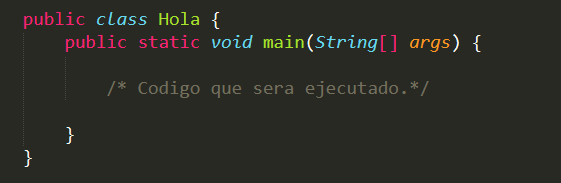 public class Hola {
    public static void main(String[] args) {
        /* Codigo que sera ejecutado.*/
    }
}